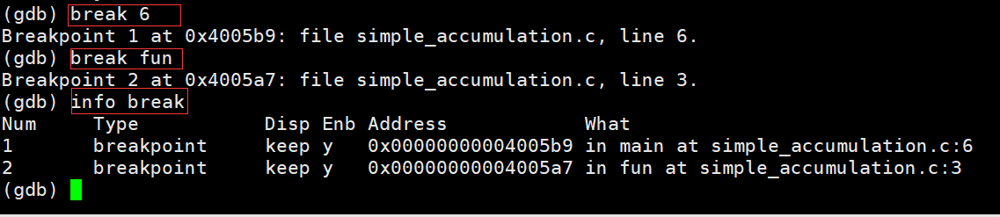 (gdb) break 6
Breakpoint 1 at 0x4005b9: file simple_accumulation.c, line 6.
(gdb) break fun
Breakpoint 2 at 0x4005a7: file simple_accumulation.c, line 3.
(gdb) info break
Num     Type           Disp Enb Address            What
1       breakpoint     keep y   0x00000000004005b9 in main at simple_accumulation.c:6
2       breakpoint     keep y   0x00000000004005a7 in fun at simple_accumulation.c:3
(gdb)